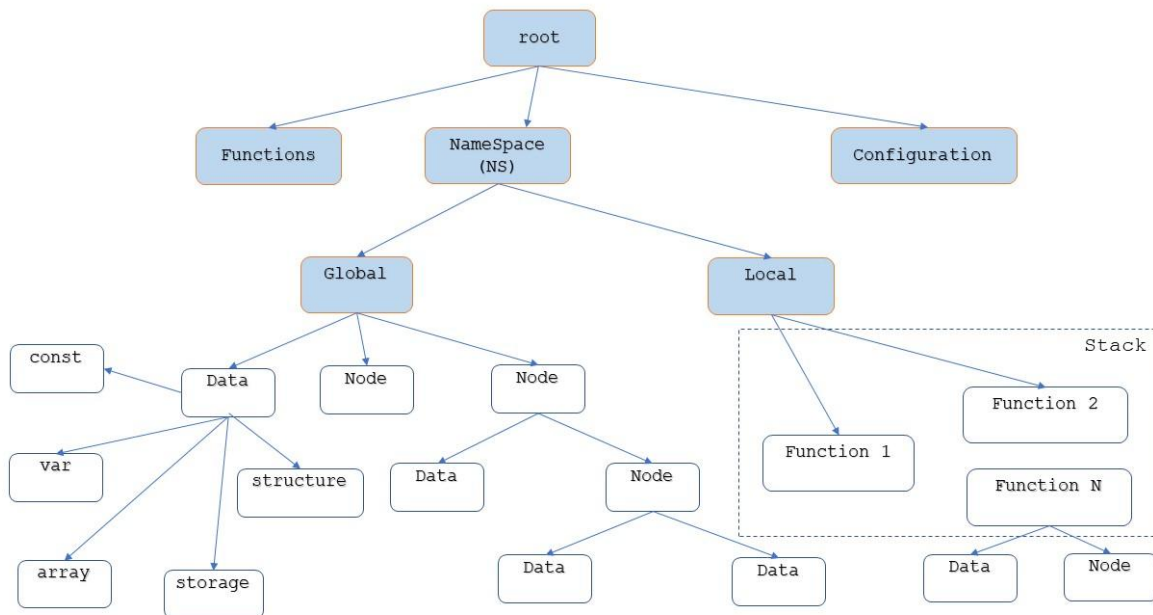 root
Functions
NameSpace
(NS)
Configuration
Global
Local
Stack
const
Data
Node
Node
Function 2
var
structure
Data
Node
Function 1
Function N
array
storage
Data
Data
Data
Node